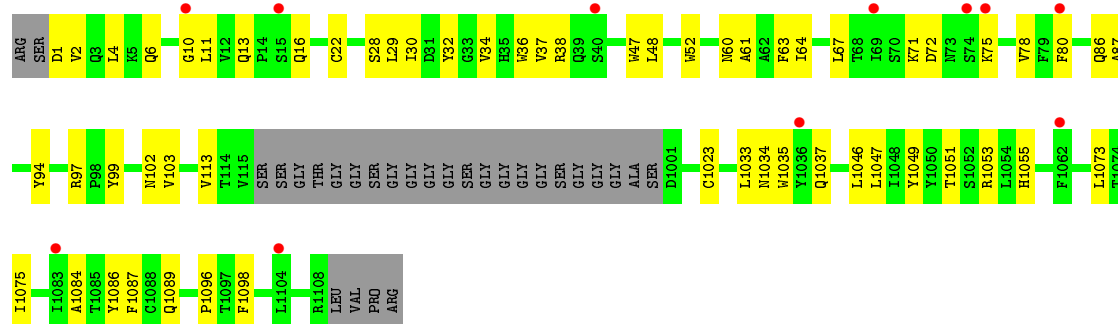 ARG SER D1 V2 Q3 L4 K5 Q6 G10 L11 V12 Q13 P14 S15 Q16 C22 S28 L29 I30 D31 Y32 G33 V34 H35 W36 V37 R38 Q39 S40 W47 L48 W52 N60 A61 A62 F63 I64 L67 T68 I69 S70 K71 D72 N73 S74 K75 V78 F79 F80 Q86 A87
Y94 R97 P98 Y99 N102 V103 V113 T114 V115 SER SER GLY THR GLY GLY SER GLY GLY GLY GLY SER GLY GLY GLY GLY SER GLY GLY GLY ALA SER D1001 C1023 L1033 N1034 W1035 Y1036 Q1037 L1046 L1047 I1048 Y1049 Y1050 T1051 S1052 R1053 L1054 H1055 F1062 L1073 T1074
I1075 I1083 A1084 T1085 Y1086 F1087 C1088 Q1089 P1096 T1097 F1098 L1104 R1108 LEU VAL PRO ARG